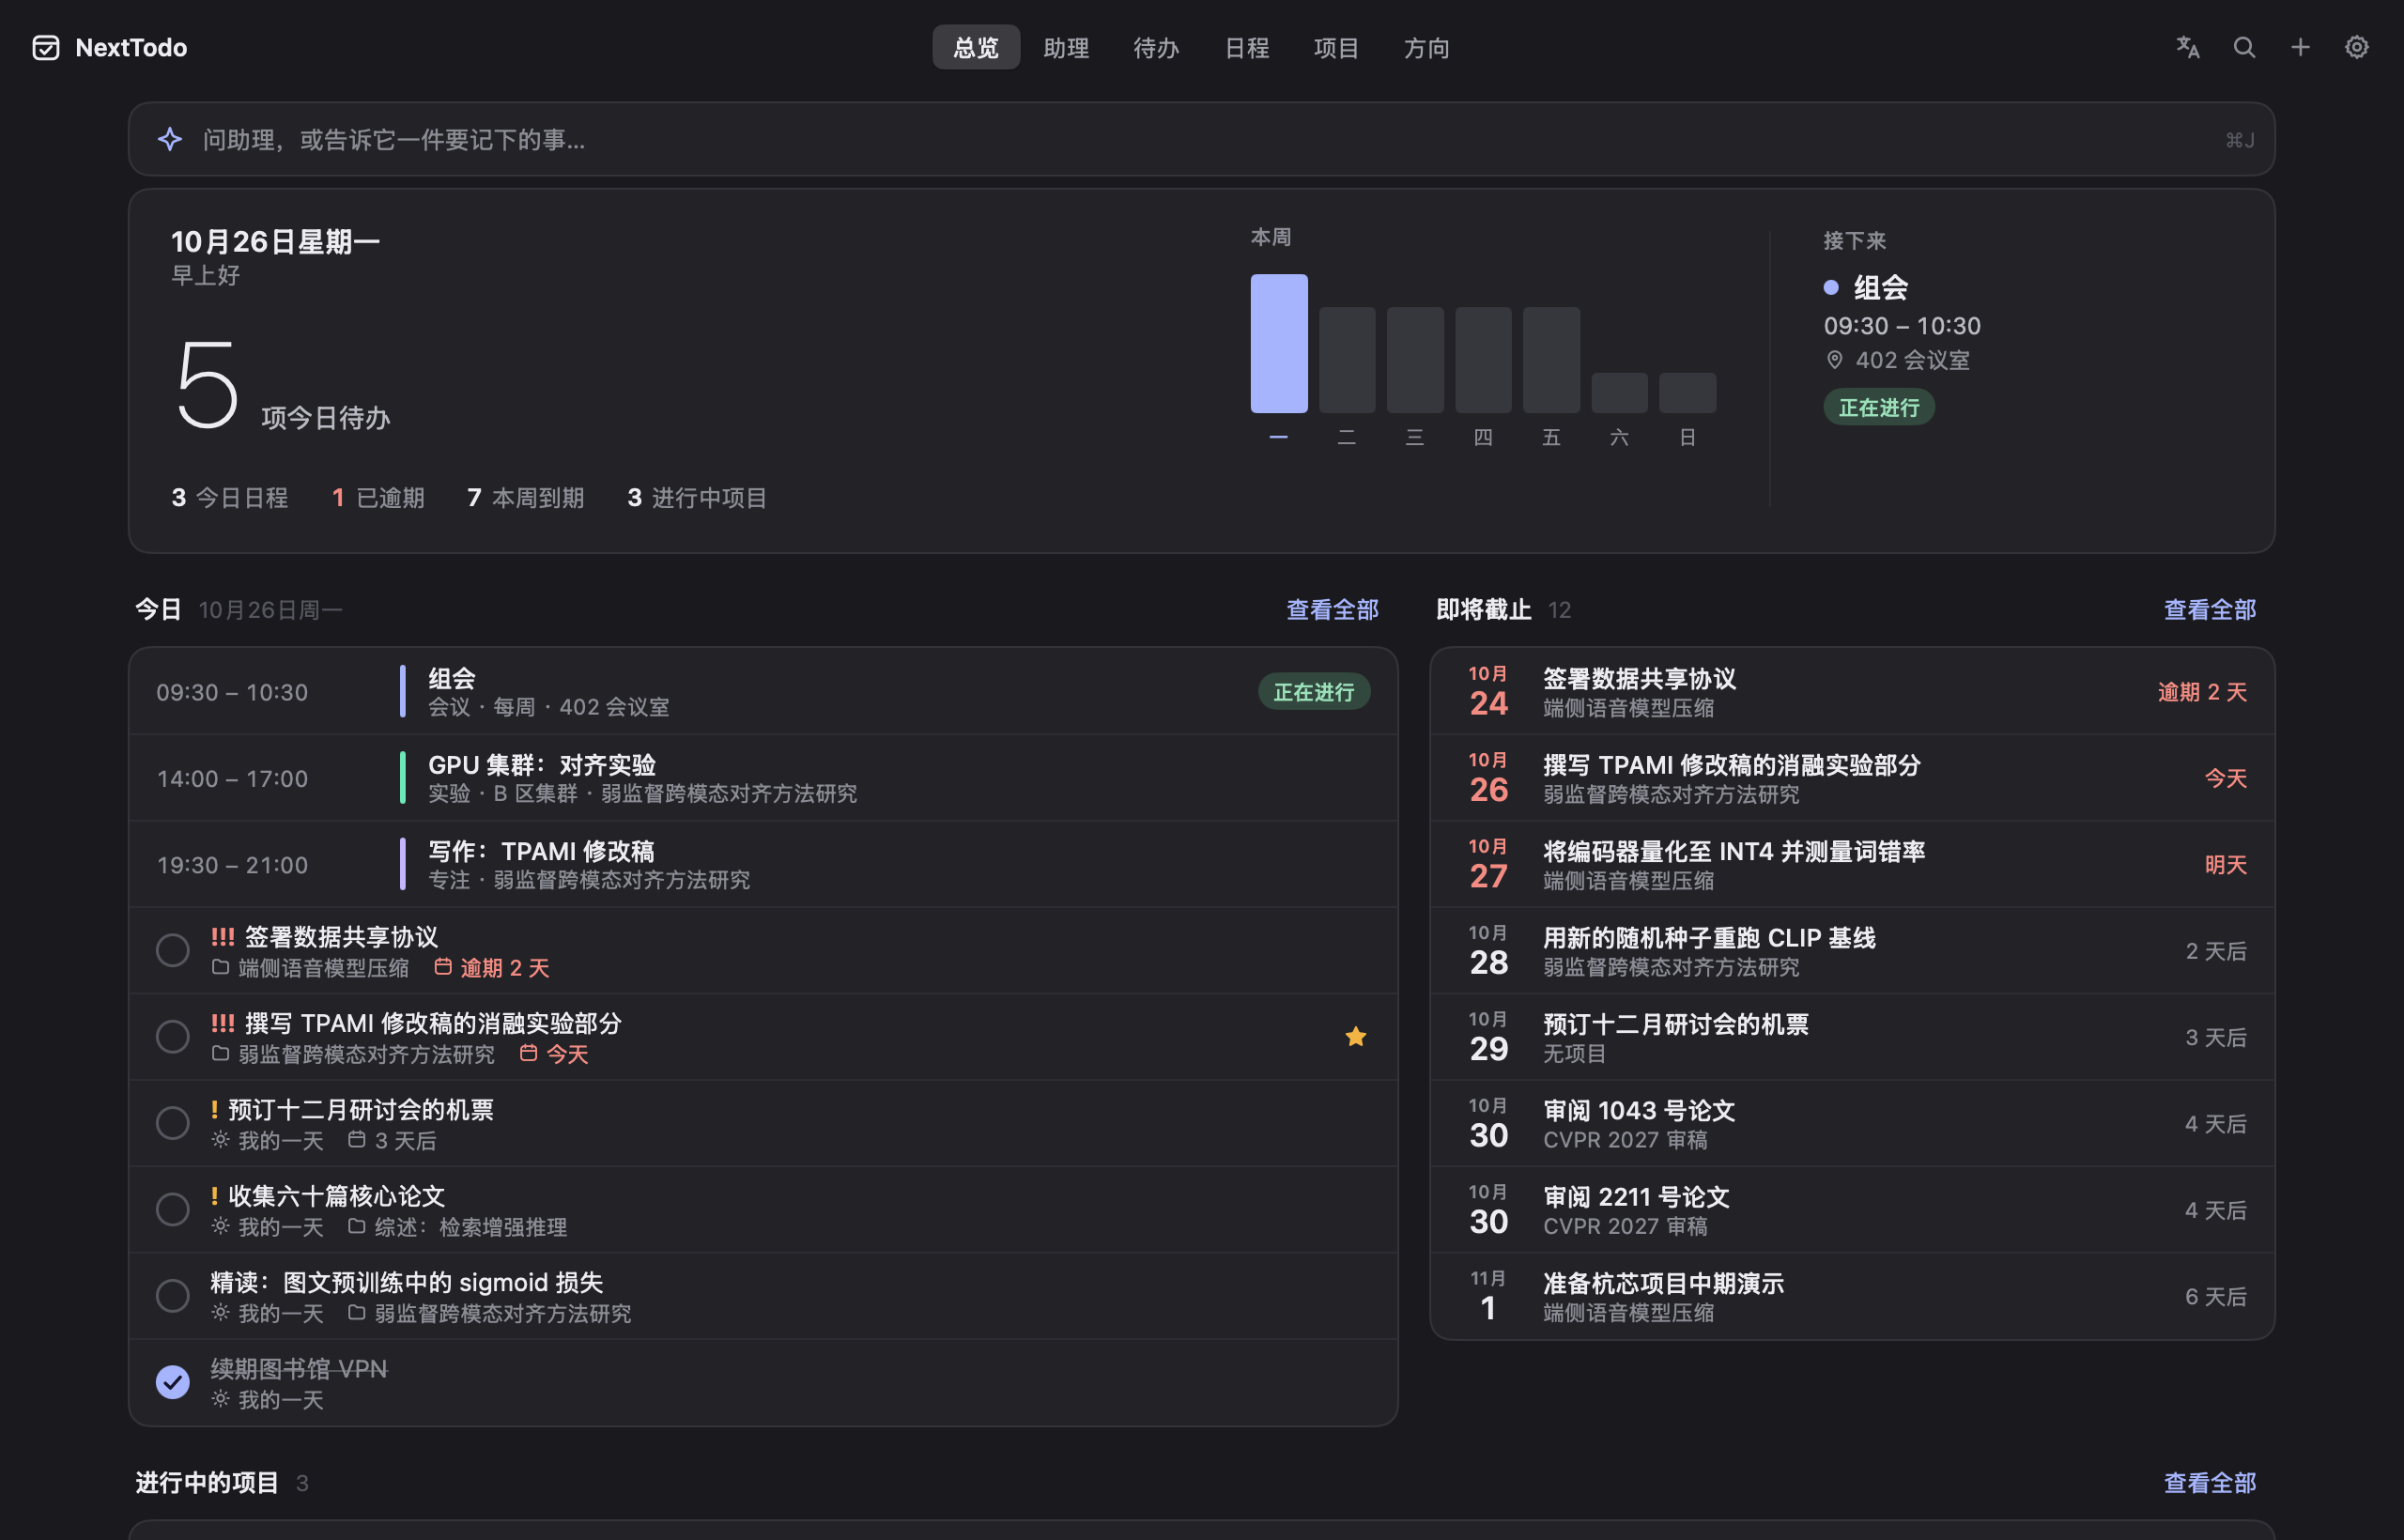 NextTodo
总览
助理
待办
日程
项目
方向
问助理，或告诉它一件要记下的事...
⌘J
10月26日星期一
早上好
5 项今日待办
3 今日日程
1 已逾期
7 本周到期
3 进行中项目
本周
一 二 三 四 五 六 日
接下来
组会
09:30 – 10:30
402 会议室
正在进行
今日 10月26日周一
查看全部
09:30 – 10:30
组会
会议 · 每周 · 402 会议室
正在进行
14:00 – 17:00
GPU 集群：对齐实验
实验 · B 区集群 · 弱监督跨模态对齐方法研究
19:30 – 21:00
写作：TPAMI 修改稿
专注 · 弱监督跨模态对齐方法研究
!!! 签署数据共享协议
端侧语音模型压缩 逾期 2 天
!!! 撰写 TPAMI 修改稿的消融实验部分
弱监督跨模态对齐方法研究 今天
! 预订十二月研讨会的机票
我的一天 3 天后
! 收集六十篇核心论文
我的一天 综述：检索增强推理
精读：图文预训练中的 sigmoid 损失
我的一天 弱监督跨模态对齐方法研究
续期图书馆 VPN
我的一天
即将截止 12
查看全部
10月
24
签署数据共享协议
端侧语音模型压缩
逾期 2 天
10月
26
撰写 TPAMI 修改稿的消融实验部分
弱监督跨模态对齐方法研究
今天
10月
27
将编码器量化至 INT4 并测量词错率
端侧语音模型压缩
明天
10月
28
用新的随机种子重跑 CLIP 基线
弱监督跨模态对齐方法研究
2 天后
10月
29
预订十二月研讨会的机票
无项目
3 天后
10月
30
审阅 1043 号论文
CVPR 2027 审稿
4 天后
10月
30
审阅 2211 号论文
CVPR 2027 审稿
4 天后
11月
1
准备杭芯项目中期演示
端侧语音模型压缩
6 天后
进行中的项目 3
查看全部